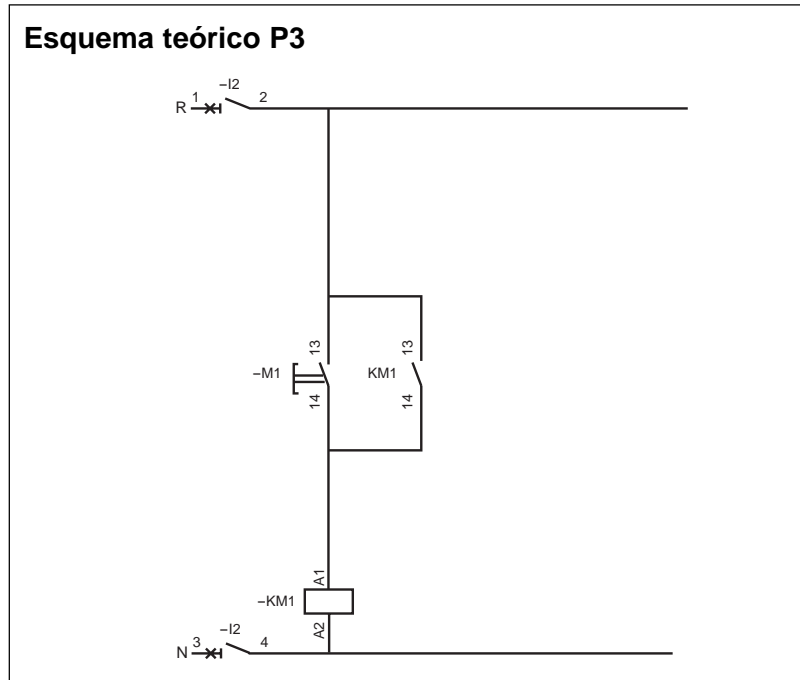 Esquema teórico P3
–I2
R 1 2
13 13
–M1 KM1
14 14
A1
–KM1
A2
–I2
N 3 4